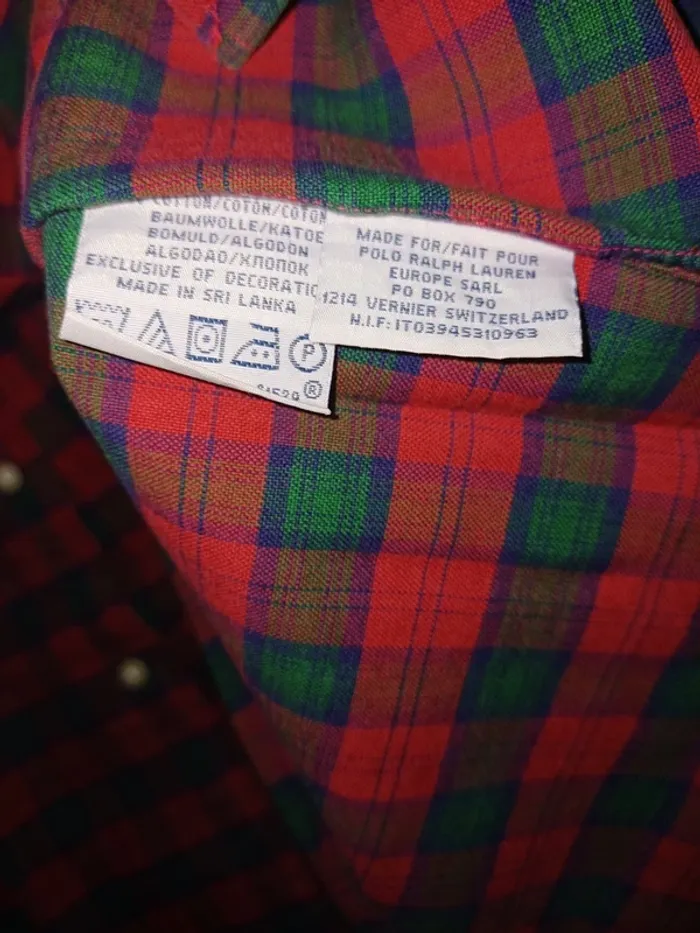 COTTON/COTON/COTON
BAUMWOLLE/KATOE
BOMULD/ALGODON
ALGODAO/ХЛОПОК
EXCLUSIVE OF DECORATIO
MADE IN SRI LANKA
P
®
MADE FOR/FAIT POUR
POLO RALPH LAUREN
EUROPE SARL
PO BOX 790
1214 VERNIER SWITZERLAND
N.I.F: IT03945310963